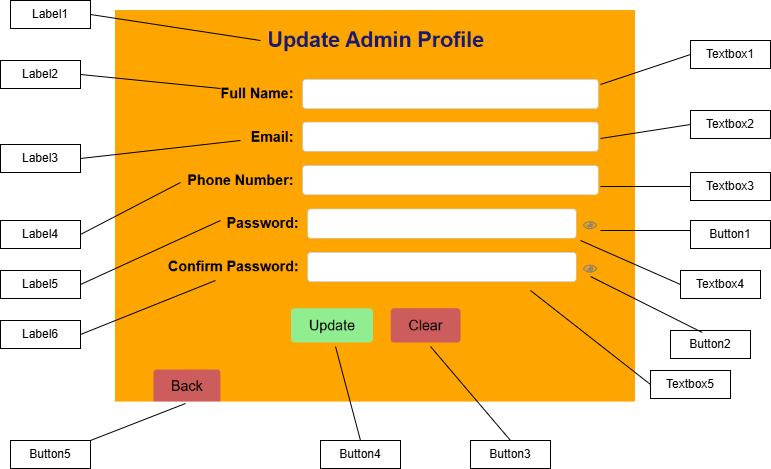 Label1
Update Admin Profile
Textbox1
Label2
Full Name:
Textbox2
Label3
Email:
Textbox3
Phone Number:
Label4
Password:
Button1
Label5
Confirm Password:
Textbox4
Label6
Update
Clear
Button2
Back
Textbox5
Button5
Button4
Button3